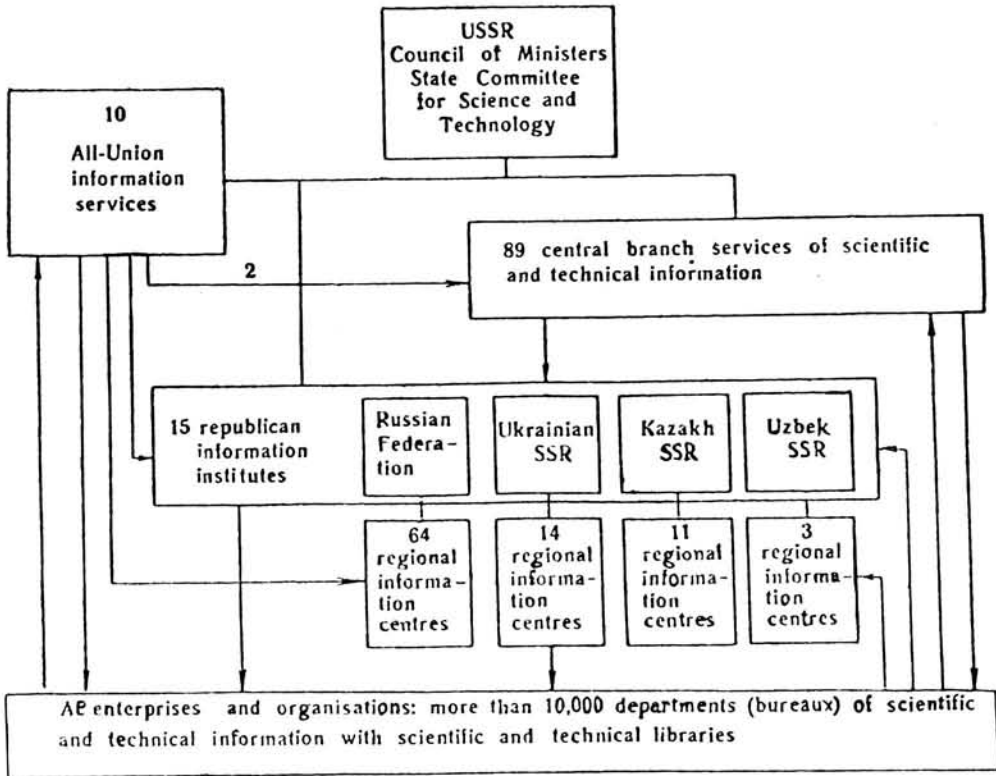 USSR
Council of Ministers
State Committee
for Science and
Technology
10
All-Union
information
services
89 central branch services of scientific
and technical information
2
15 republican
information
institutes
Russian
Federa-
tion
Ukrainian
SSR
Kazakh
SSR
Uzbek
SSR
64
regional
informa-
tion
centres
14
regional
informa-
tion
centres
11
regional
informa-
tion
centres
3
regional
informa-
tion
centres
enterprises and organisations: more than 10,000 departments (bureaux) of scientific
and technical information with scientific and technical libraries